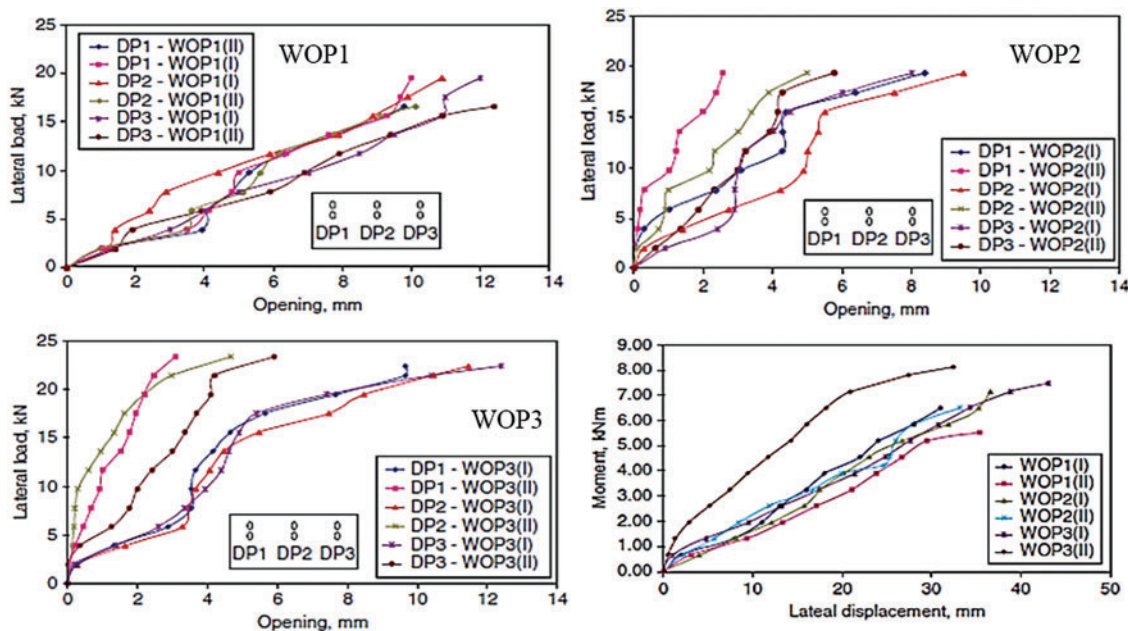 WOP1
Lateral load, kN
25
20
15
10
5
0
DP1 - WOP1(II)
DP1 - WOP1(I)
DP2 - WOP1(I)
DP2 - WOP1(II)
DP3 - WOP1(I)
DP3 - WOP1(II)
DP1 DP2 DP3
0 2 4 6 8 10 12 14
Opening, mm
WOP2
Lateral load, kN
25
20
15
10
5
0
DP1 - WOP2(I)
DP1 - WOP2(II)
DP2 - WOP2(I)
DP2 - WOP2(II)
DP3 - WOP2(I)
DP3 - WOP2(II)
DP1 DP2 DP3
0 2 4 6 8 10 12 14
Opening, mm
WOP3
Lateral load, kN
25
20
15
10
5
0
DP1 - WOP3(I)
DP1 - WOP3(II)
DP2 - WOP3(I)
DP2 - WOP3(II)
DP3 - WOP3(I)
DP3 - WOP3(II)
DP1 DP2 DP3
0 2 4 6 8 10 12 14
Opening, mm
Moment, kNm
9.00
8.00
7.00
6.00
5.00
4.00
3.00
2.00
1.00
0.00
WOP1(I)
WOP1(II)
WOP2(I)
WOP2(II)
WOP3(I)
WOP3(II)
0 10 20 30 40 50
Lateal displacement, mm